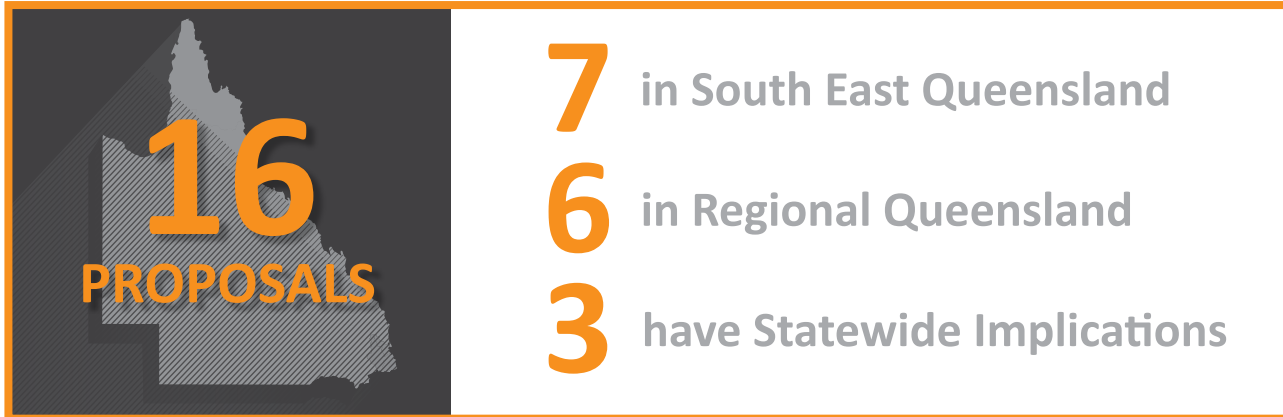 16
PROPOSALS
7 in South East Queensland
6 in Regional Queensland
3 have Statewide Implications